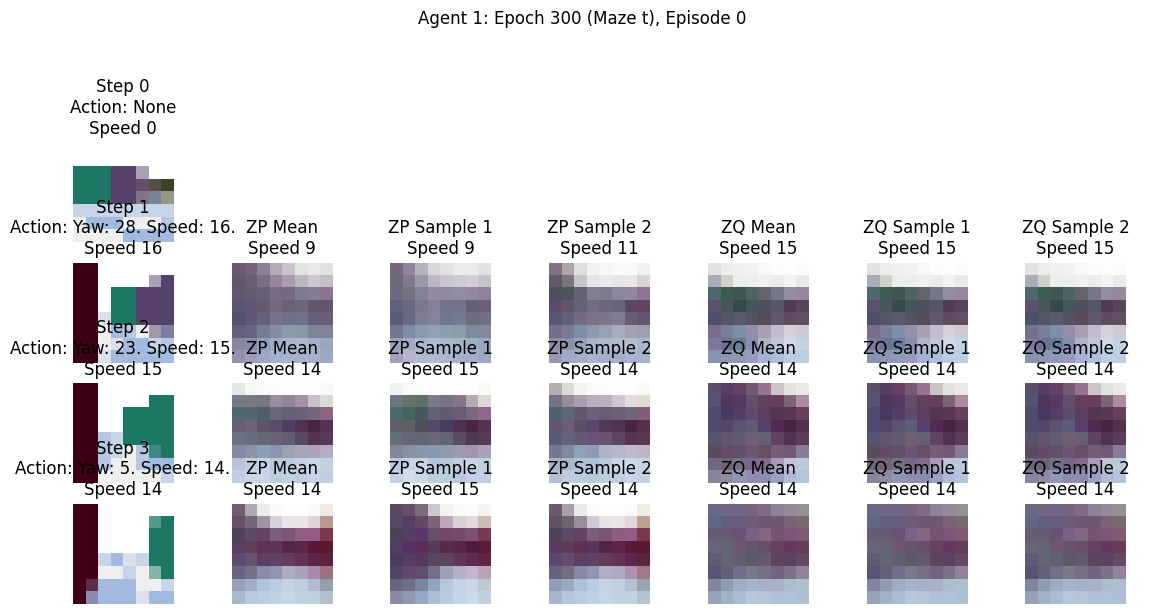 Agent 1: Epoch 300 (Maze t), Episode 0
Step 0
Action: None
Speed 0
Step 1
Action: Yaw: 28. Speed: 16.
Speed 16
ZP Mean
Speed 9
ZP Sample 1
Speed 9
ZP Sample 2
Speed 11
ZQ Mean
Speed 15
ZQ Sample 1
Speed 15
ZQ Sample 2
Speed 15
Step 2
Action: Yaw: 23. Speed: 15.
Speed 15
ZP Mean
Speed 14
ZP Sample 1
Speed 15
ZP Sample 2
Speed 14
ZQ Mean
Speed 14
ZQ Sample 1
Speed 14
ZQ Sample 2
Speed 14
Step 3
Action: Yaw: 5. Speed: 14.
Speed 14
ZP Mean
Speed 14
ZP Sample 1
Speed 15
ZP Sample 2
Speed 14
ZQ Mean
Speed 14
ZQ Sample 1
Speed 14
ZQ Sample 2
Speed 14